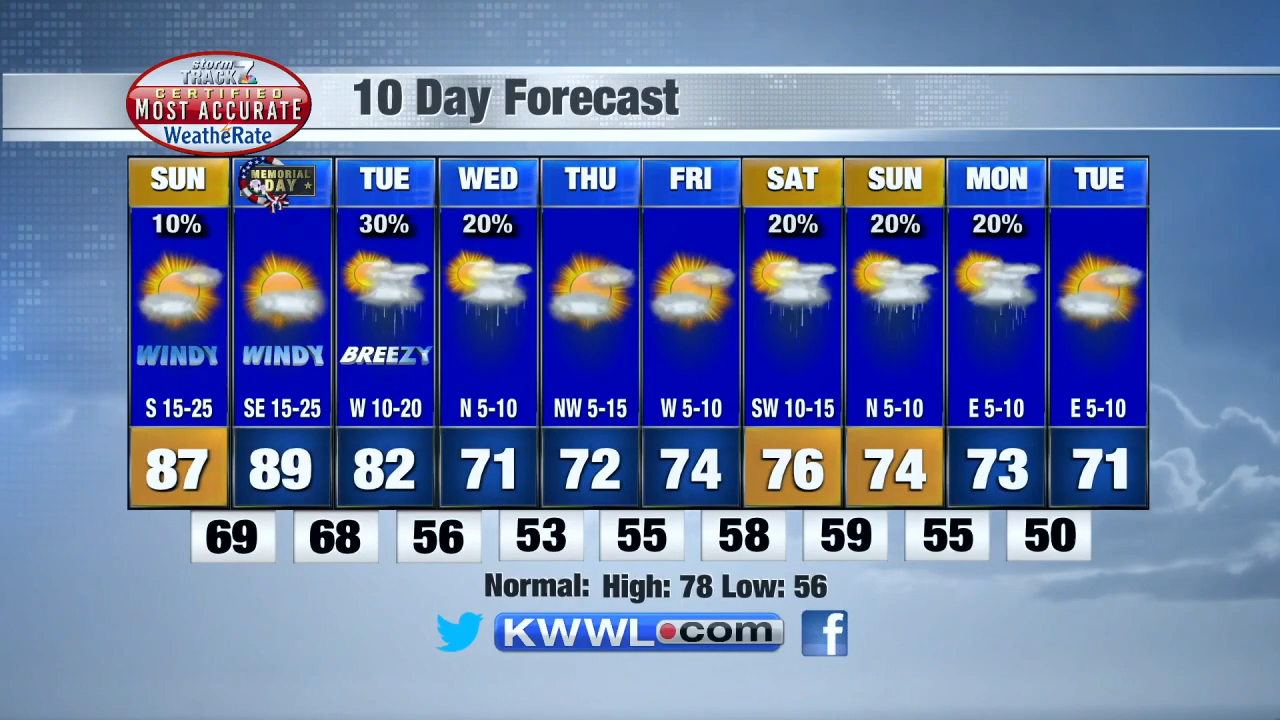 storm
TRACK 7
CERTIFIED
MOST ACCURATE
WeatheRate
10 Day Forecast
SUN MEMORIAL DAY TUE WED THU FRI SAT SUN MON TUE
10% 30% 20% 20% 20% 20%
WINDY WINDY BREEZY
S 15-25 SE 15-25 W 10-20 N 5-10 NW 5-15 W 5-10 SW 10-15 N 5-10 E 5-10 E 5-10
87 89 82 71 72 74 76 74 73 71
69 68 56 53 55 58 59 55 50
Normal: High: 78 Low: 56
KWWL.com f